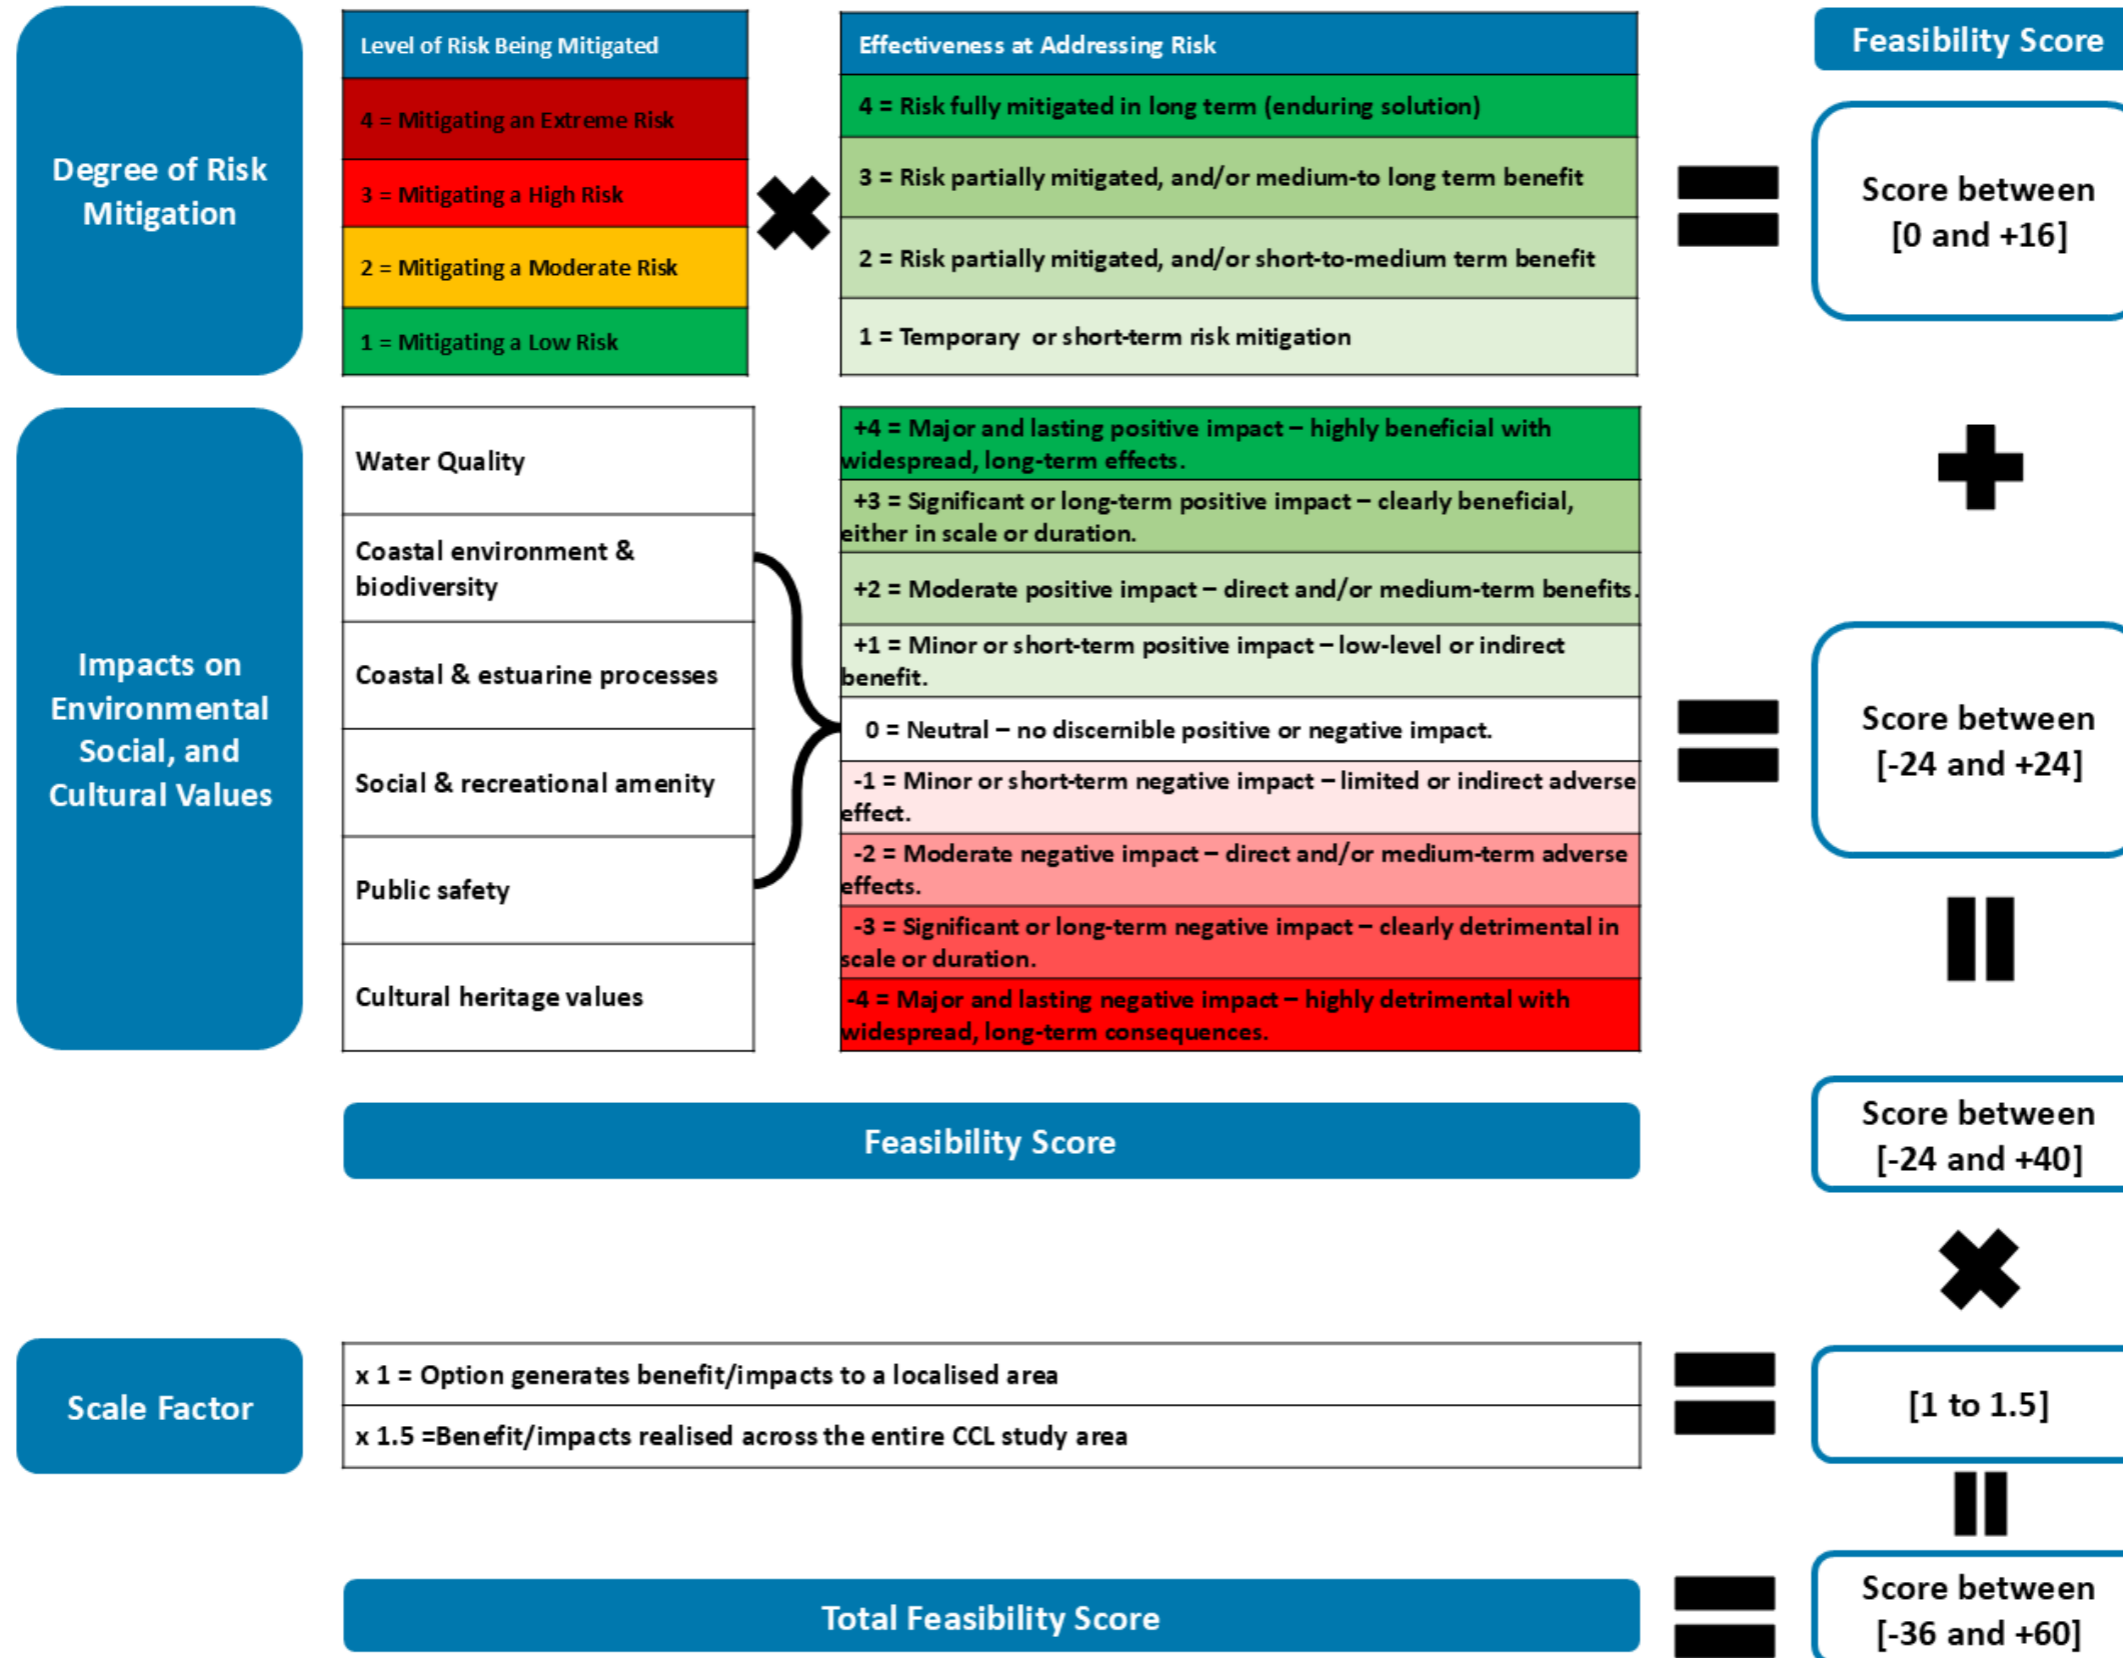 Degree of Risk
Mitigation
Level of Risk Being Mitigated
4 = Mitigating an Extreme Risk
3 = Mitigating a High Risk
2 = Mitigating a Moderate Risk
1 = Mitigating a Low Risk
Effectiveness at Addressing Risk
4 = Risk fully mitigated in long term (enduring solution)
3 = Risk partially mitigated, and/or medium-to long term benefit
2 = Risk partially mitigated, and/or short-to-medium term benefit
1 = Temporary or short-term risk mitigation
Feasibility Score
Score between
[0 and +16]
Impacts on
Environmental
Social, and
Cultural Values
Water Quality
Coastal environment &
biodiversity
Coastal & estuarine processes
Social & recreational amenity
Public safety
Cultural heritage values
+4 = Major and lasting positive impact – highly beneficial with
widespread, long-term effects.
+3 = Significant or long-term positive impact – clearly beneficial,
either in scale or duration.
+2 = Moderate positive impact – direct and/or medium-term benefits.
+1 = Minor or short-term positive impact – low-level or indirect
benefit.
0 = Neutral – no discernible positive or negative impact.
-1 = Minor or short-term negative impact – limited or indirect adverse
effect.
-2 = Moderate negative impact – direct and/or medium-term adverse
effects.
-3 = Significant or long-term negative impact – clearly detrimental in
scale or duration.
-4 = Major and lasting negative impact – highly detrimental with
widespread, long-term consequences.
Score between
[-24 and +24]
Feasibility Score
Score between
[-24 and +40]
Scale Factor
x 1 = Option generates benefit/impacts to a localised area
x 1.5 =Benefit/impacts realised across the entire CCL study area
[1 to 1.5]
Total Feasibility Score
Score between
[-36 and +60]